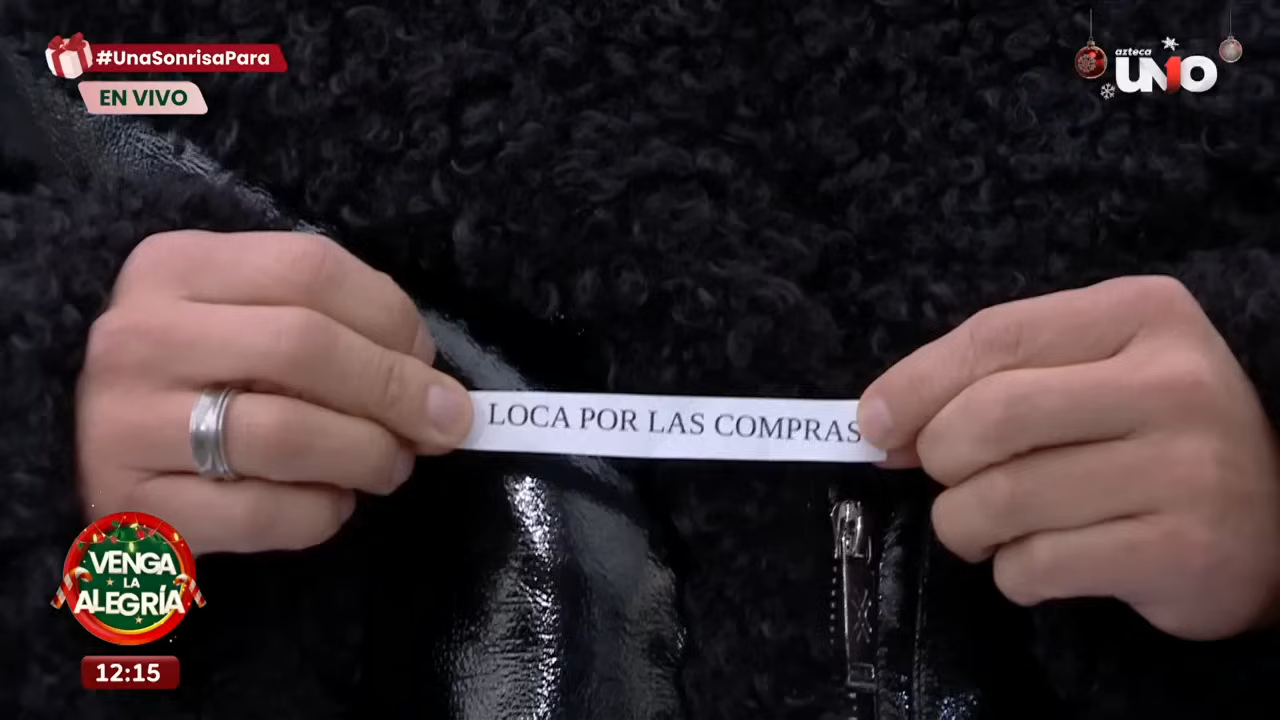 #UnaSonrisaPara
EN VIVO
azteca
UNO
LOCA POR LAS COMPRAS
VENGA
LA
ALEGRÍA
12:15